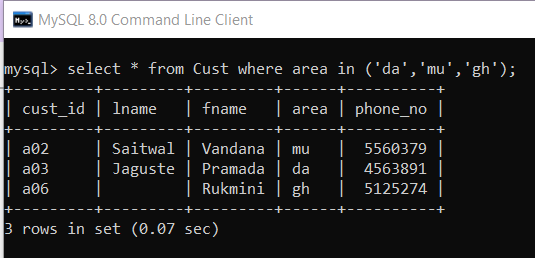 MySQL 8.0 Command Line Client
mysql> select * from Cust where area in ('da','mu','gh');
+---------+---------+---------+------+----------+
| cust_id | lname   | fname   | area | phone_no |
+---------+---------+---------+------+----------+
| a02     | Saitwal | Vandana | mu   |  5560379 |
| a03     | Jaguste | Pramada | da   |  4563891 |
| a06     |         | Rukmini | gh   |  5125274 |
+---------+---------+---------+------+----------+
3 rows in set (0.07 sec)